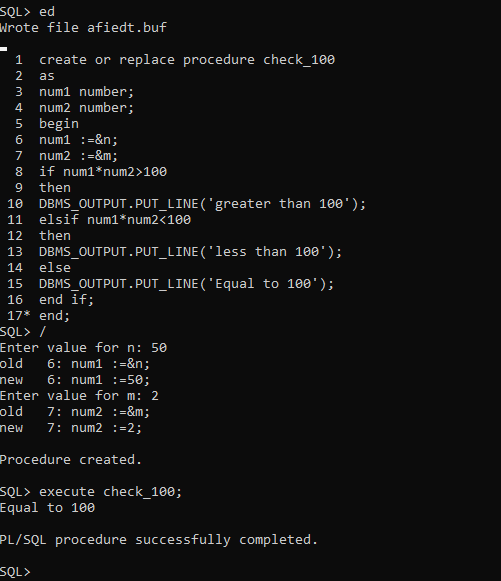 SQL> ed
Wrote file afiedt.buf
1 create or replace procedure check_100
2 as
3 num1 number;
4 num2 number;
5 begin
6 num1 :=&n;
7 num2 :=&m;
8 if num1*num2>100
9 then
10 DBMS_OUTPUT.PUT_LINE('greater than 100');
11 elsif num1*num2<100
12 then
13 DBMS_OUTPUT.PUT_LINE('less than 100');
14 else
15 DBMS_OUTPUT.PUT_LINE('Equal to 100');
16 end if;
17* end;
SQL> /
Enter value for n: 50
old 6: num1 :=&n;
new 6: num1 :=50;
Enter value for m: 2
old 7: num2 :=&m;
new 7: num2 :=2;
Procedure created.
SQL> execute check_100;
Equal to 100
PL/SQL procedure successfully completed.
SQL>